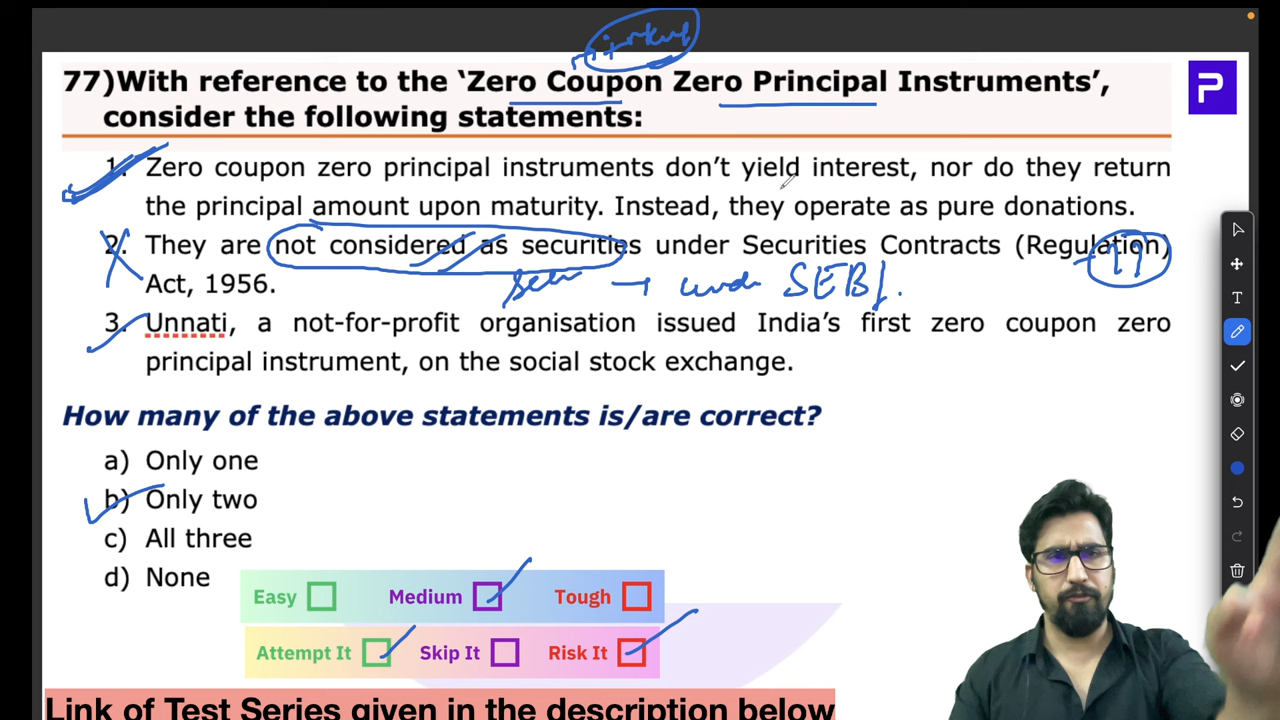 77)With reference to the ‘Zero Coupon Zero Principal Instruments’,
consider the following statements:
P
1. Zero coupon zero principal instruments don’t yield interest, nor do they return
the principal amount upon maturity. Instead, they operate as pure donations.
2. They are not considered as securities under Securities Contracts (Regulation)
Act, 1956.
→ under SEBI.
3. Unnati, a not-for-profit organisation issued India’s first zero coupon zero
principal instrument, on the social stock exchange.
How many of the above statements is/are correct?
a) Only one
b) Only two
c) All three
d) None
Easy Medium Tough
Attempt It Skip It Risk It
Link of Test Series given in the description below
T